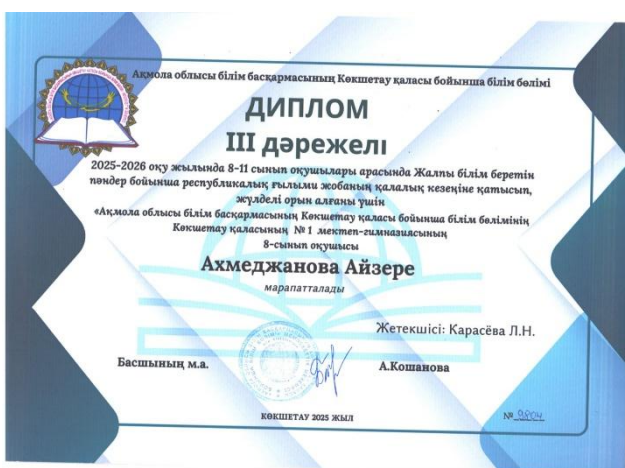 Ақмола облысы білім басқармасының Көкшетау қаласы бойынша білім бөлімі
ДИПЛОМ
III дәрежелі
2025-2026 оқу жылында 8-11 сынып оқушылары арасында Жалпы білім беретін
пәндер бойынша республикалық ғылыми жобаның қалалық кезеңіне қатысып,
жүлделі орын алғаны үшін
«Ақмола облысы білім басқармасының Көкшетау қаласы бойынша білім бөлімінің
Көкшетау қаласының № 1 мектеп-гимназиясының
8-сынып оқушысы
Ахмеджанова Айзере
марапатталады
Жетекшісі: Карасёва Л.Н.
Басшының м.а.
А.Кошанова
КӨКШЕТАУ 2025 ЖЫЛ
№